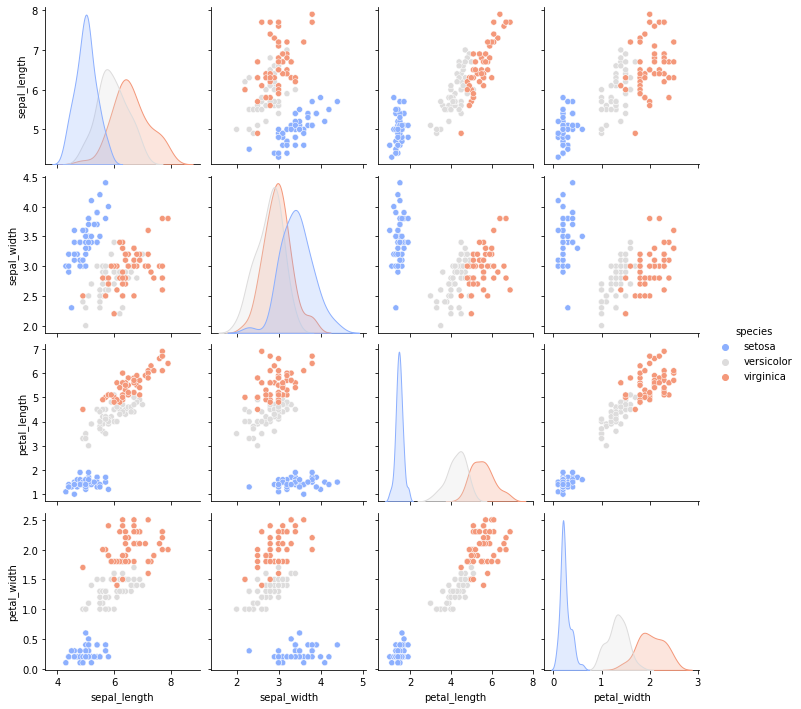 8
7
6
5
sepal_length
4.5
4.0
3.5
3.0
2.5
2.0
sepal_width
species
setosa
versicolor
virginica
7
6
5
4
3
2
1
petal_length
2.5
2.0
1.5
1.0
0.5
0.0
petal_width
4 6 8 2 3 4 5 2 4 6 8 0 1 2 3
sepal_length sepal_width petal_length petal_width